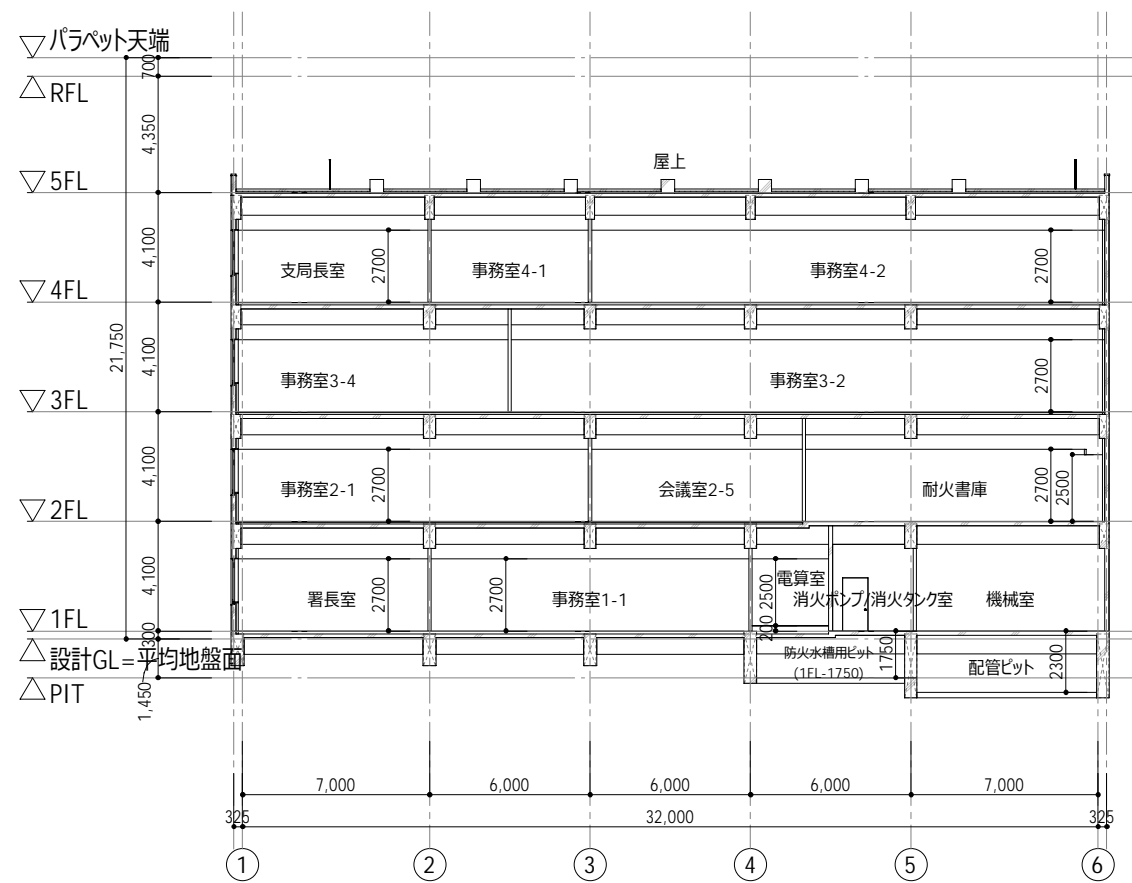 パラペット天端
700
RFL
4,350
屋上
5FL
4,100
支局長室
2700
事務室4-1
事務室4-2
2700
4FL
21,750
4,100
事務室3-4
事務室3-2
2700
3FL
4,100
事務室2-1
2700
会議室2-5
耐火書庫
2700
2500
2FL
4,100
署長室
2700
2700
事務室1-1
電算室
2500
200
消火ポンプ/消火タンク室
機械室
1FL
300
設計GL=平均地盤面
防火水槽用ピット
(1FL-1750)
1750
配管ピット
2300
PIT
1,450
7,000
6,000
6,000
6,000
7,000
325
32,000
325
1
2
3
4
5
6